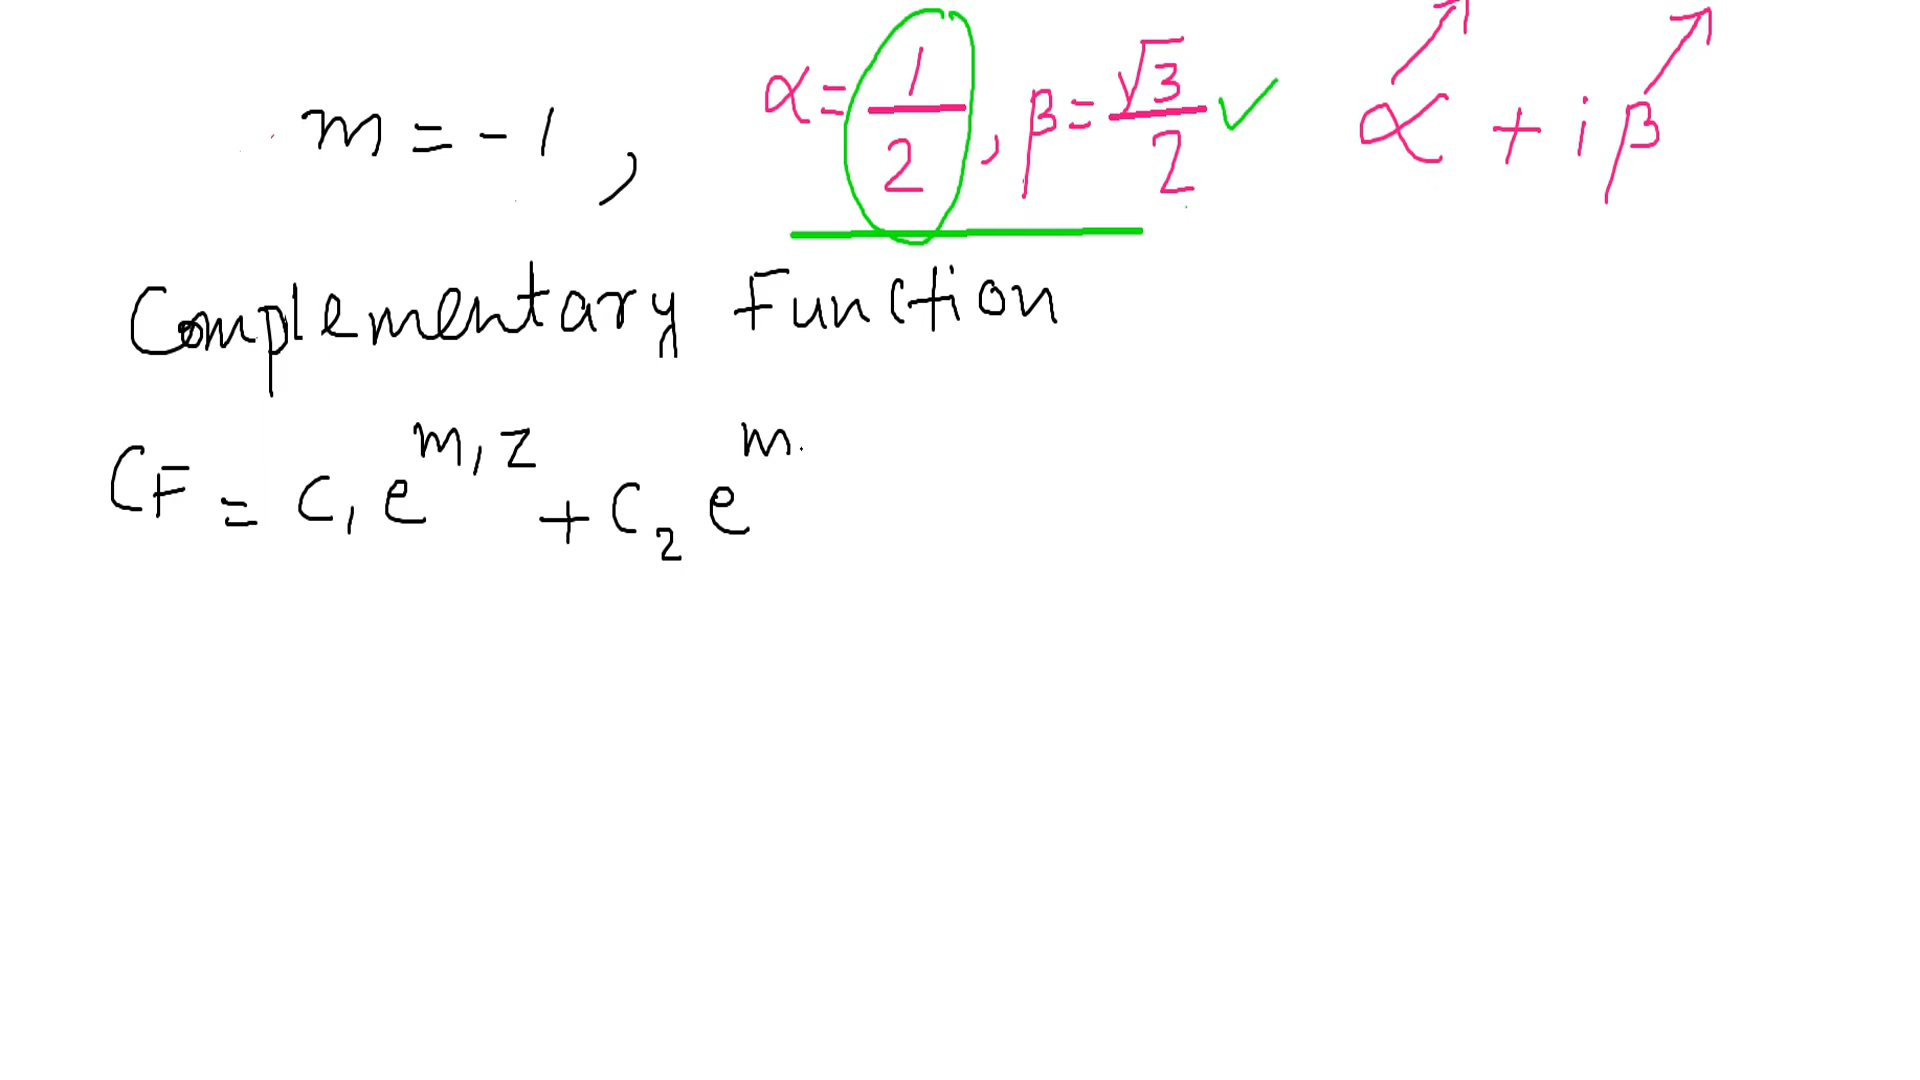 m = -1 , α = 1/2 , β = √3/2 ✓ α + iβ
Complementary Function
CF = C₁ e^{m₁z} + C₂ e^{m